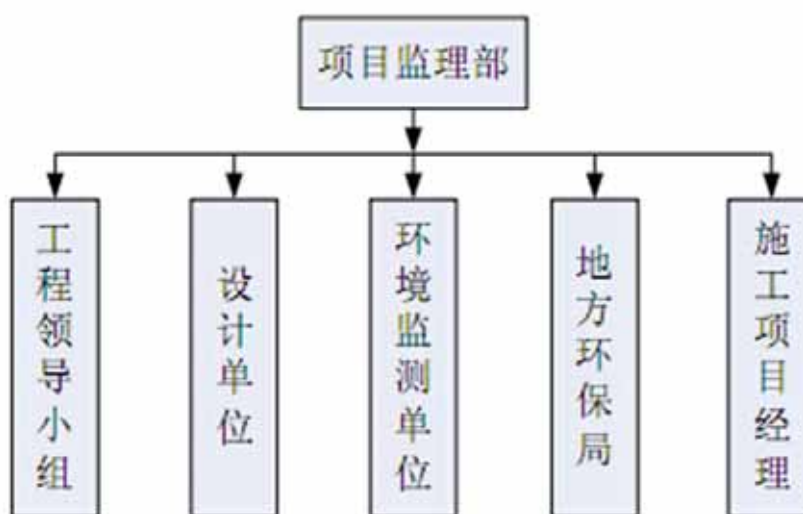 项目监理部
工程领导小组
设计单位
环境监测单位
地方环保局
施工项目经理